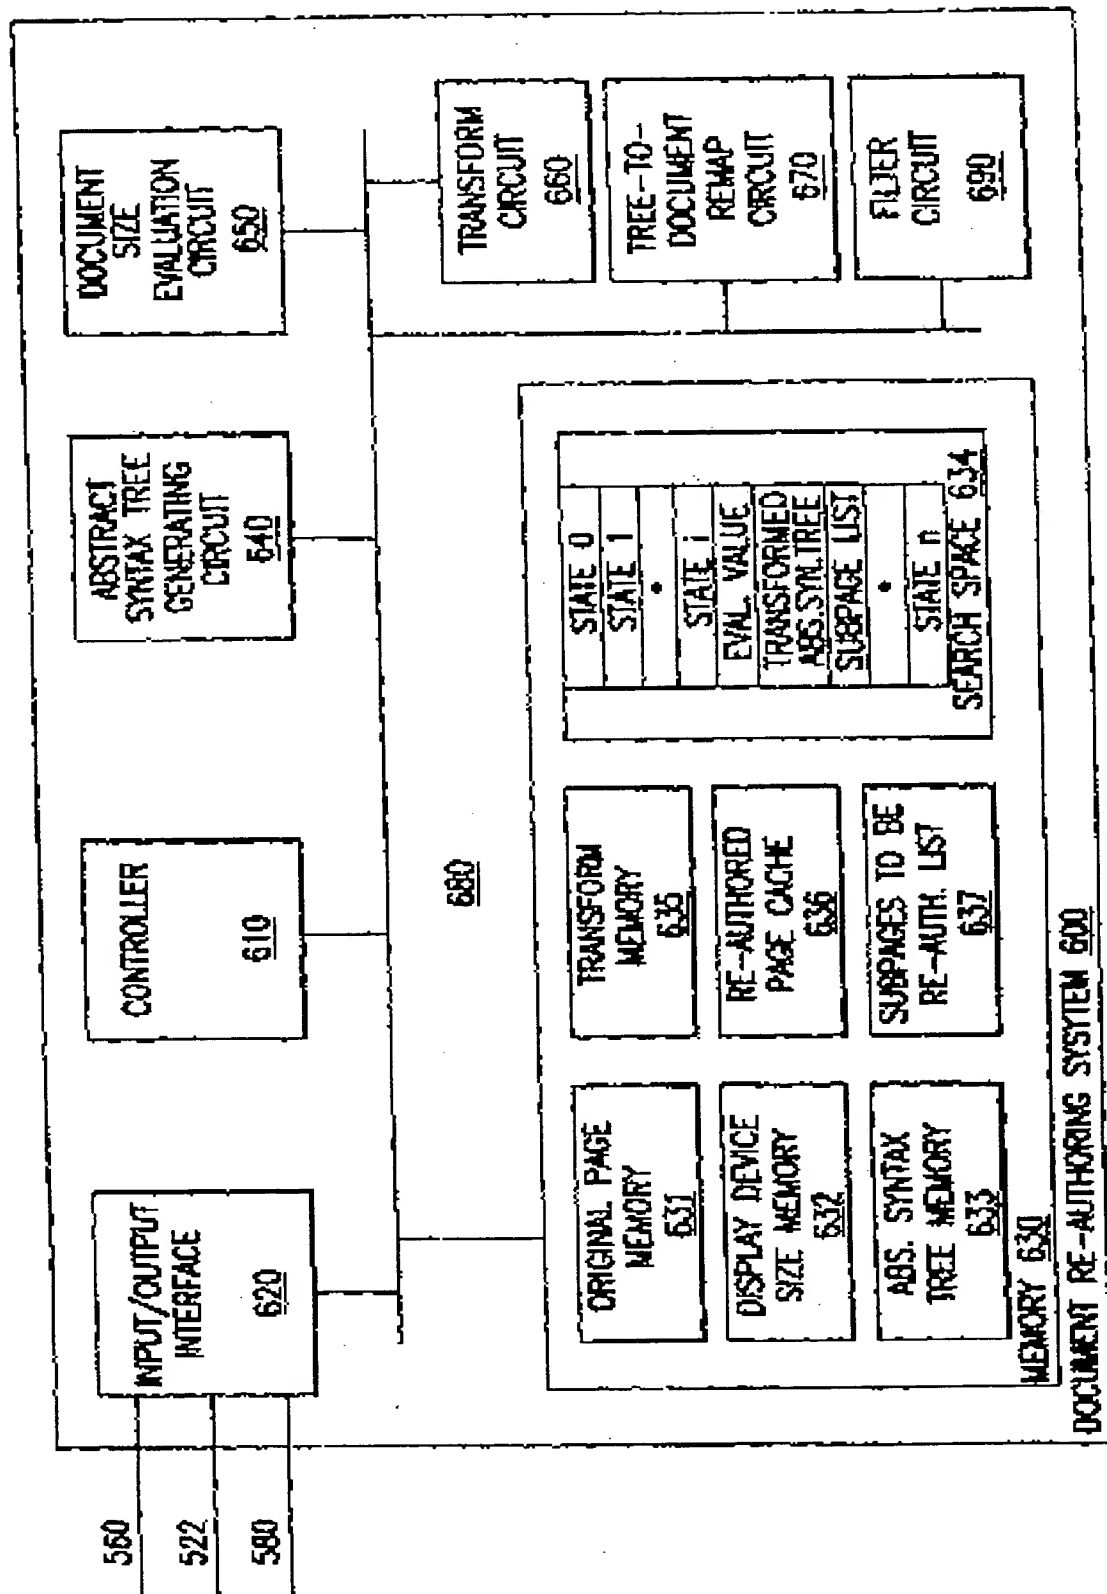 560
522
580
INPUT/OUTPUT
INTERFACE
620
CONTROLLER
610
ABSTRACT
SYNTAX TREE
GENERATING
CIRCUIT
640
DOCUMENT
SIZE
EVALUATION
CIRCUIT
650
680
TRANSFORM
CIRCUIT
660
TREE-TO-
DOCUMENT
REMAP
CIRCUIT
670
FILTER
CIRCUIT
690
ORIGINAL PAGE
MEMORY
631
DISPLAY DEVICE
SIZE MEMORY
632
ABS. SYNTAX
TREE MEMORY
633
TRANSFORM
MEMORY
635
RE-AUTHORED
PAGE CACHE
636
SUBPAGES TO BE
RE-AUTH. LIST
637
STATE 0
STATE 1
•
STATE i
EVAL. VALUE
TRANSFORMED
ABS.SYN.TREE
SUBPAGE LIST
•
STATE n
SEARCH SPACE 634
MEMORY 630
DOCUMENT RE-AUTHORING SYSYTEM 600